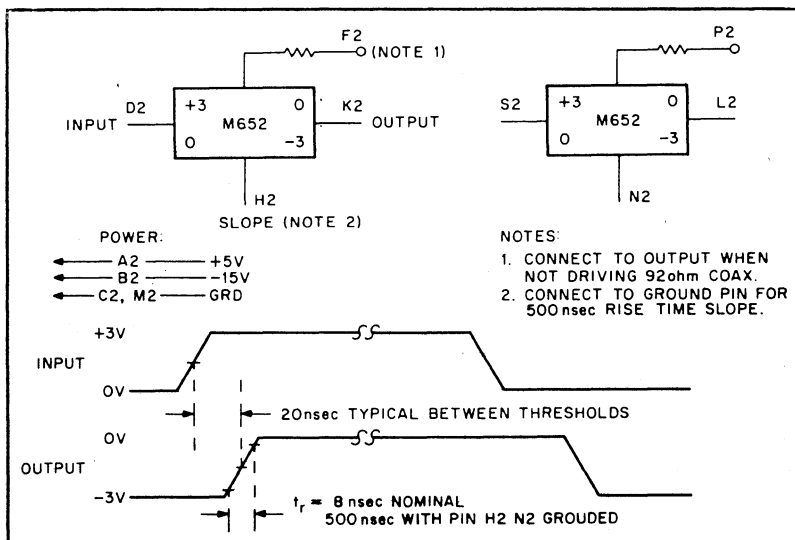 F2
(NOTE 1)
D2
INPUT
+3
0
M652
0
-3
K2
OUTPUT
H2
SLOPE (NOTE 2)
P2
S2
+3
0
M652
0
-3
L2
N2
POWER:
A2 +5V
B2 -15V
C2, M2 GRD
NOTES:
1. CONNECT TO OUTPUT WHEN
NOT DRIVING 92ohm COAX.
2. CONNECT TO GROUND PIN FOR
500nsec RISE TIME SLOPE.
+3V
INPUT
0V
20nsec TYPICAL BETWEEN THRESHOLDS
0V
OUTPUT
-3V
tr = 8 nsec NOMINAL
500nsec WITH PIN H2 N2 GROUNDED